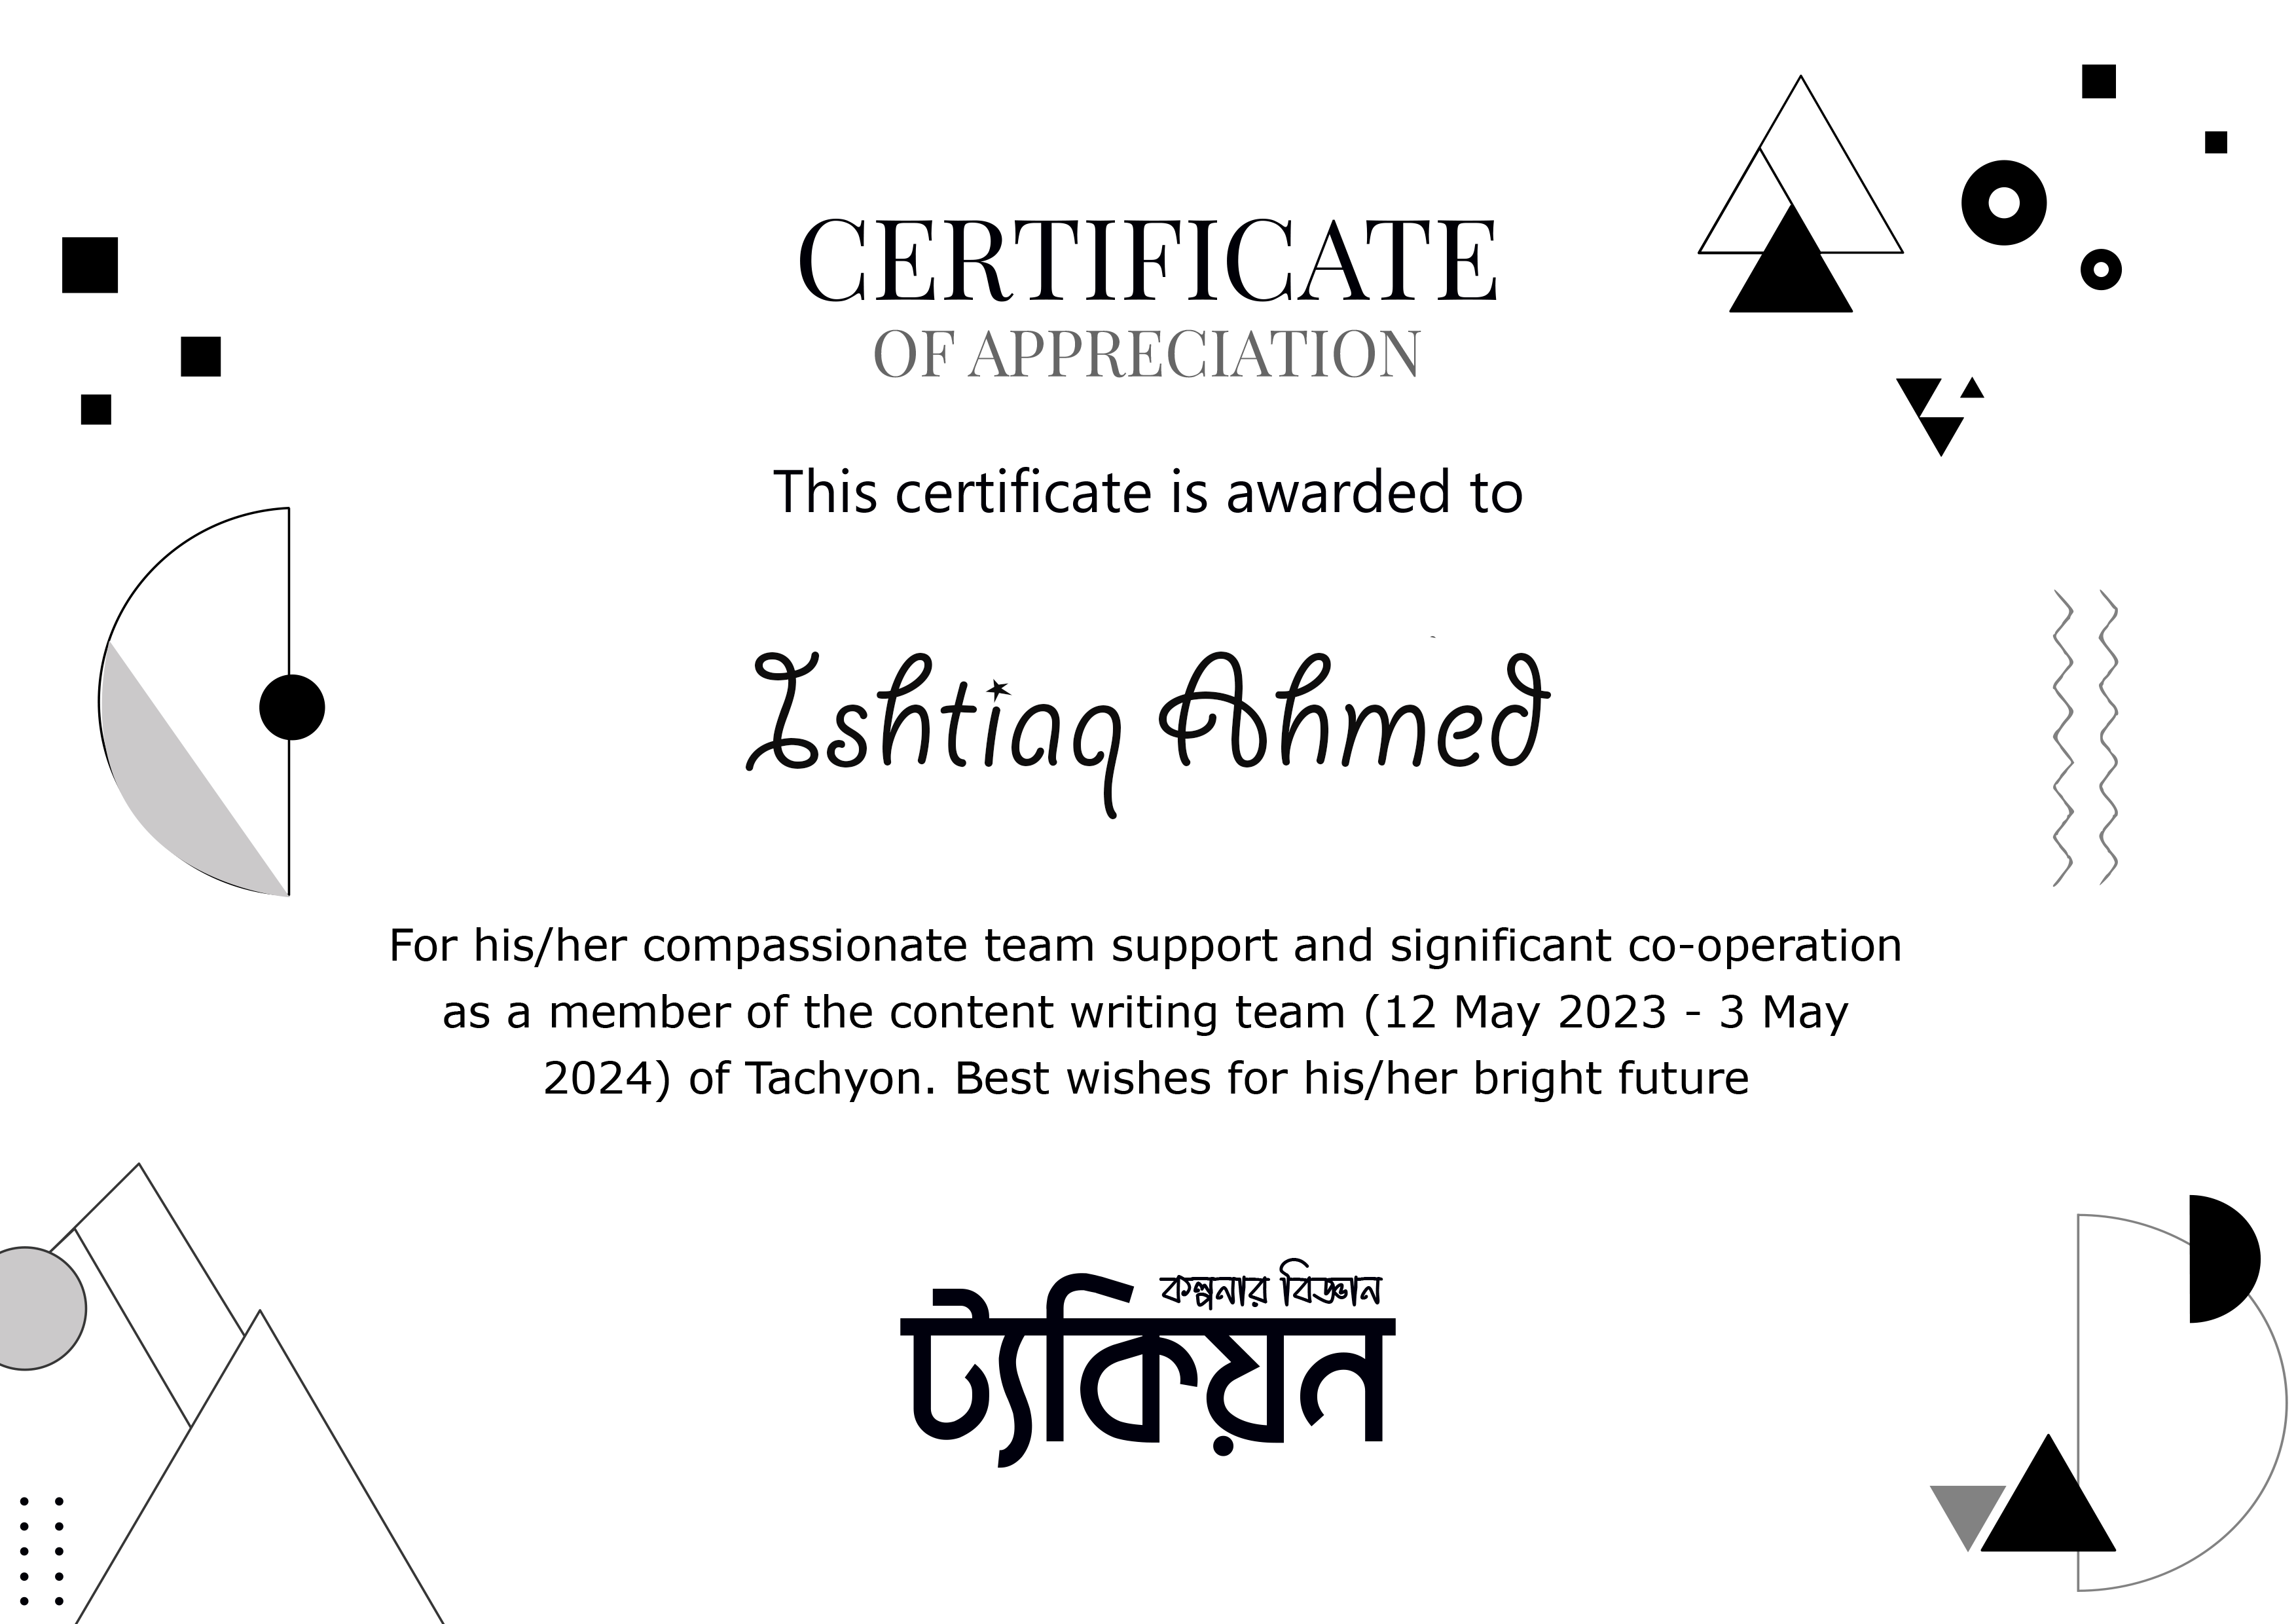 CERTIFICATE
OF APPRECIATION
This certificate is awarded to
Ishtiaq Ahmed
For his/her compassionate team support and significant co-operation
as a member of the content writing team (12 May 2023 - 3 May
2024) of Tachyon. Best wishes for his/her bright future
কল্পনার বিজ্ঞান
ট্যাকিয়ন